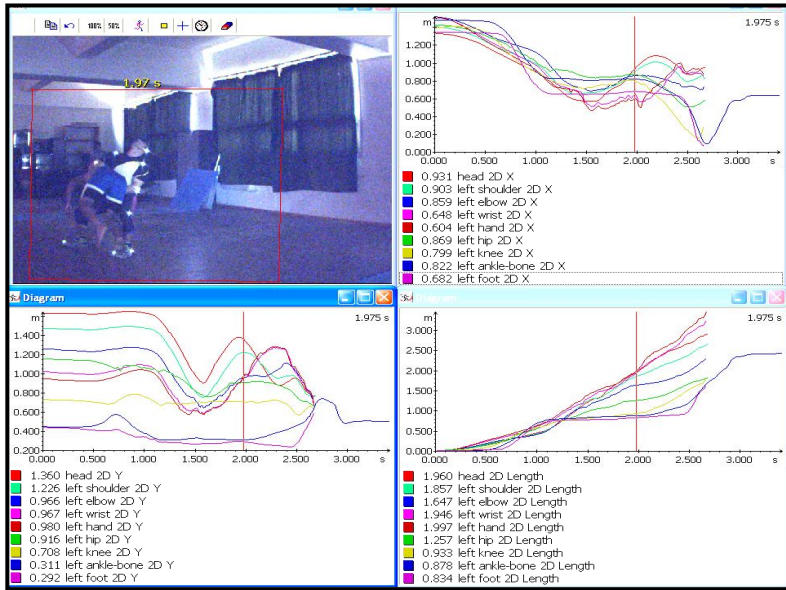 100% 50%
1.97 s
m
1.975 s
1.400
1.200
1.000
0.800
0.600
0.400
0.200
0.000
0.000 0.500 1.000 1.500 2.000 2.500 3.000 s
0.931 head 2D X
0.903 left shoulder 2D X
0.859 left elbow 2D X
0.648 left wrist 2D X
0.604 left hand 2D X
0.869 left hip 2D X
0.799 left knee 2D X
0.822 left ankle-bone 2D X
0.682 left foot 2D X
Diagram
m
1.975 s
1.400
1.200
1.000
0.800
0.600
0.400
0.200
0.000 0.500 1.000 1.500 2.000 2.500 3.000 s
1.360 head 2D Y
1.226 left shoulder 2D Y
0.966 left elbow 2D Y
0.967 left wrist 2D Y
0.980 left hand 2D Y
0.916 left hip 2D Y
0.708 left knee 2D Y
0.311 left ankle-bone 2D Y
0.292 left foot 2D Y
Diagram
m
1.975 s
3.000
2.500
2.000
1.500
1.000
0.500
0.000
0.000 0.500 1.000 1.500 2.000 2.500 3.000 s
1.960 head 2D Length
1.857 left shoulder 2D Length
1.647 left elbow 2D Length
1.946 left wrist 2D Length
1.997 left hand 2D Length
1.257 left hip 2D Length
0.933 left knee 2D Length
0.878 left ankle-bone 2D Length
0.834 left foot 2D Length